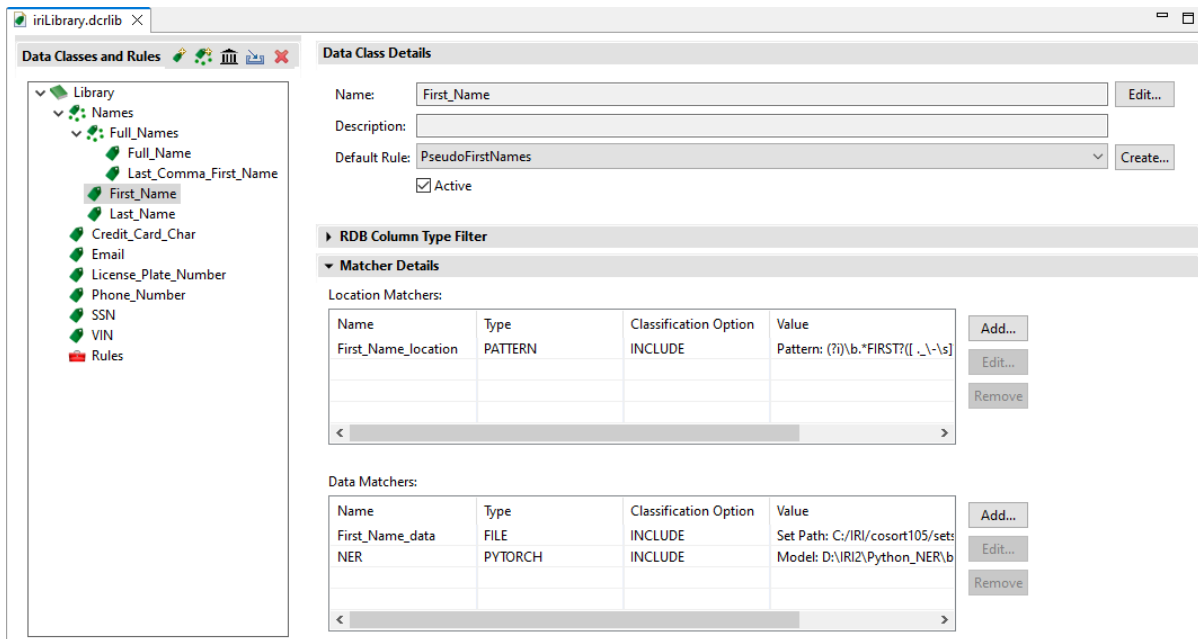 iriLibrary.dcrlib
Data Classes and Rules
Library
Names
Full_Names
Full_Name
Last_Comma_First_Name
First_Name
Last_Name
Credit_Card_Char
Email
License_Plate_Number
Phone_Number
SSN
VIN
Rules
Data Class Details
Name: First_Name Edit...
Description:
Default Rule: PseudoFirstNames Create...
Active
RDB Column Type Filter
Matcher Details
Location Matchers:
Name Type Classification Option Value
First_Name_location PATTERN INCLUDE Pattern: (?i)\b.*FIRST?([ ._\-\s]
Add...
Edit...
Remove
Data Matchers:
Name Type Classification Option Value
First_Name_data FILE INCLUDE Set Path: C:/IRI/cosort105/sets
NER PYTORCH INCLUDE Model: D:\IRI2\Python_NER\b
Add...
Edit...
Remove